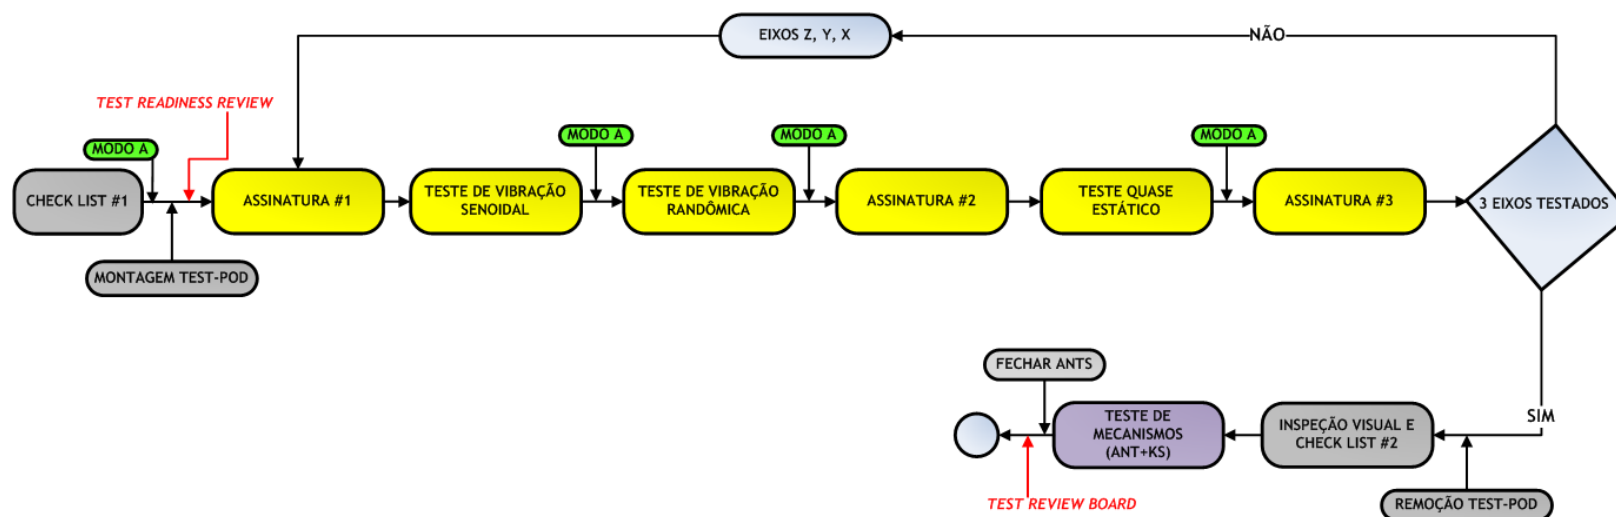 EIXOS Z, Y, X
NÃO
TEST READINESS REVIEW
MODO A
MODO A
MODO A
MODO A
CHECK LIST #1
ASSINATURA #1
TESTE DE VIBRAÇÃO
SENOIDAL
TESTE DE VIBRAÇÃO
RANDÔMICA
ASSINATURA #2
TESTE QUASE
ESTÁTICO
ASSINATURA #3
3 EIXOS TESTADOS
MONTAGEM TEST-POD
FECHAR ANTS
SIM
TESTE DE
MECANISMOS
(ANT+KS)
INSPEÇÃO VISUAL E
CHECK LIST #2
TEST REVIEW BOARD
REMOÇÃO TEST-POD